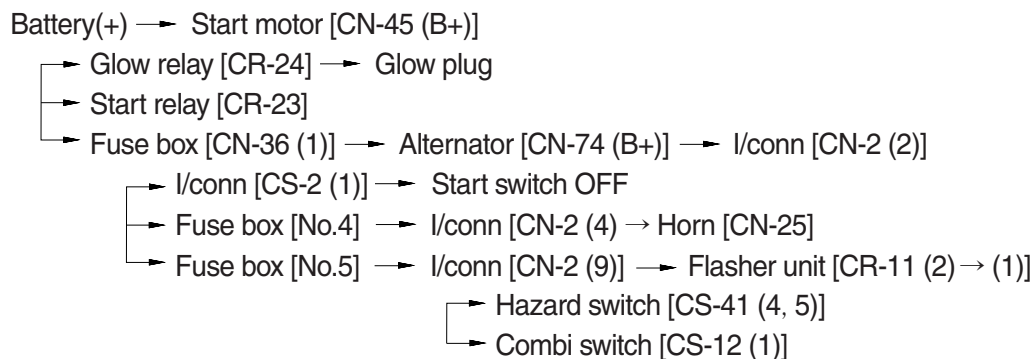 Battery(+) → Start motor [CN-45 (B+)]
Glow relay [CR-24] → Glow plug
Start relay [CR-23]
Fuse box [CN-36 (1)] → Alternator [CN-74 (B+)] → I/conn [CN-2 (2)]
I/conn [CS-2 (1)] → Start switch OFF
Fuse box [No.4] → I/conn [CN-2 (4) → Horn [CN-25]
Fuse box [No.5] → I/conn [CN-2 (9)] → Flasher unit [CR-11 (2) → (1)]
Hazard switch [CS-41 (4, 5)]
Combi switch [CS-12 (1)]